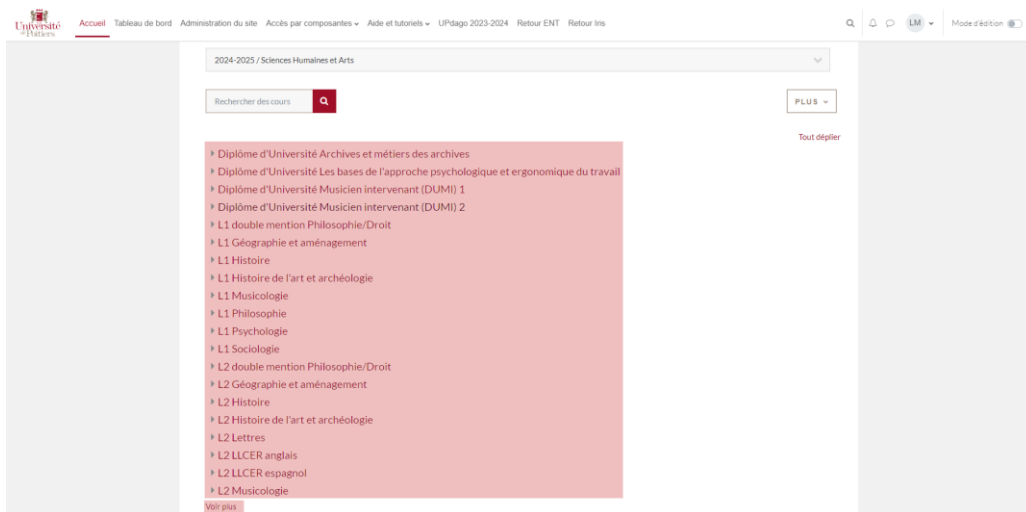 Université
de Poitiers
Accueil Tableau de bord Administration du site Accès par composantes Aide et tutoriels UPdago 2023-2024 Retour ENT Retour Iris LM Mode d'édition
2024-2025 / Sciences Humaines et Arts
Rechercher des cours PLUS
Tout déplier
Diplôme d'Université Archives et métiers des archives
Diplôme d'Université Les bases de l'approche psychologique et ergonomique du travail
Diplôme d'Université Musicien intervenant (DUMI) 1
Diplôme d'Université Musicien intervenant (DUMI) 2
L1 double mention Philosophie/Droit
L1 Géographie et aménagement
L1 Histoire
L1 Histoire de l'art et archéologie
L1 Musicologie
L1 Philosophie
L1 Psychologie
L1 Sociologie
L2 double mention Philosophie/Droit
L2 Géographie et aménagement
L2 Histoire
L2 Histoire de l'art et archéologie
L2 Lettres
L2 LLCER anglais
L2 LLCER espagnol
L2 Musicologie
Voir plus